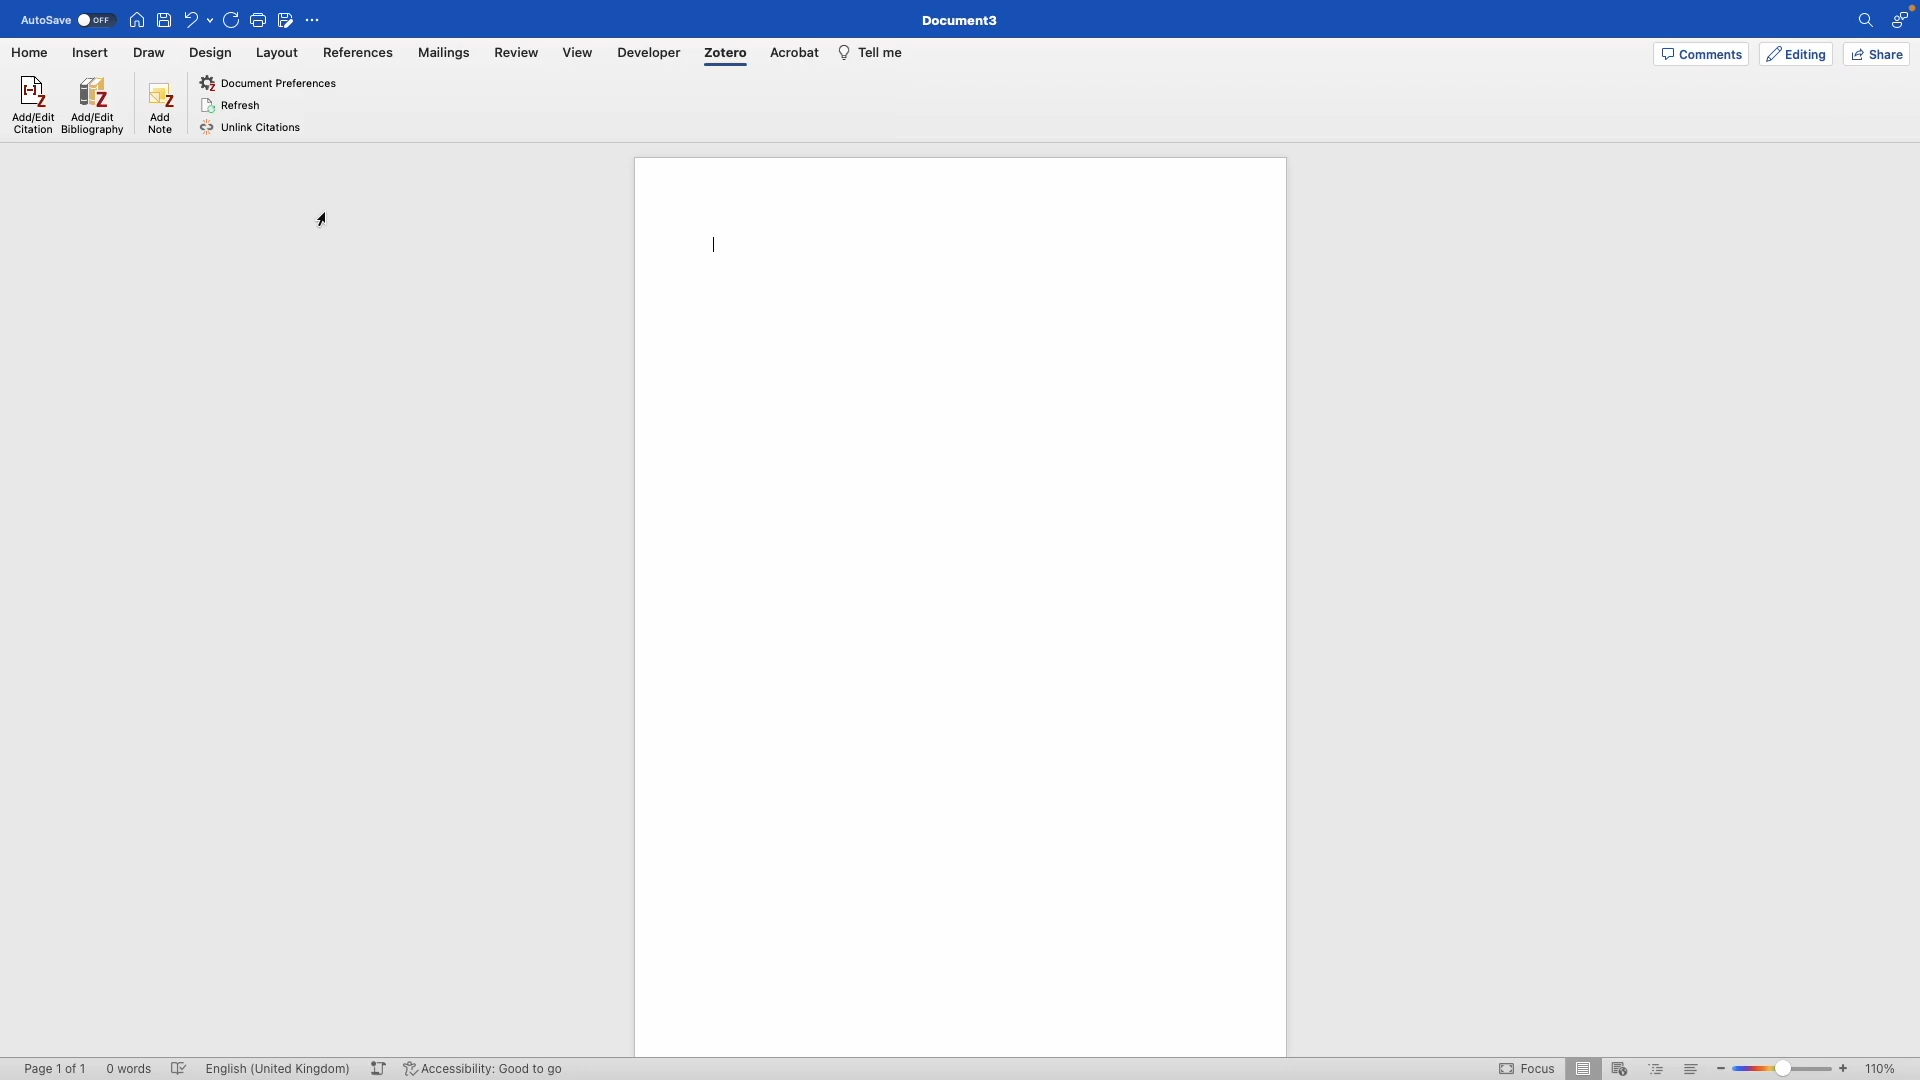 AutoSave OFF Document3
Home Insert Draw Design Layout References Mailings Review View Developer Zotero Acrobat Tell me Comments Editing Share
Add/Edit Citation
Add/Edit Bibliography
Add Note
Document Preferences
Refresh
Unlink Citations
Page 1 of 1 0 words English (United Kingdom) Accessibility: Good to go Focus 110%